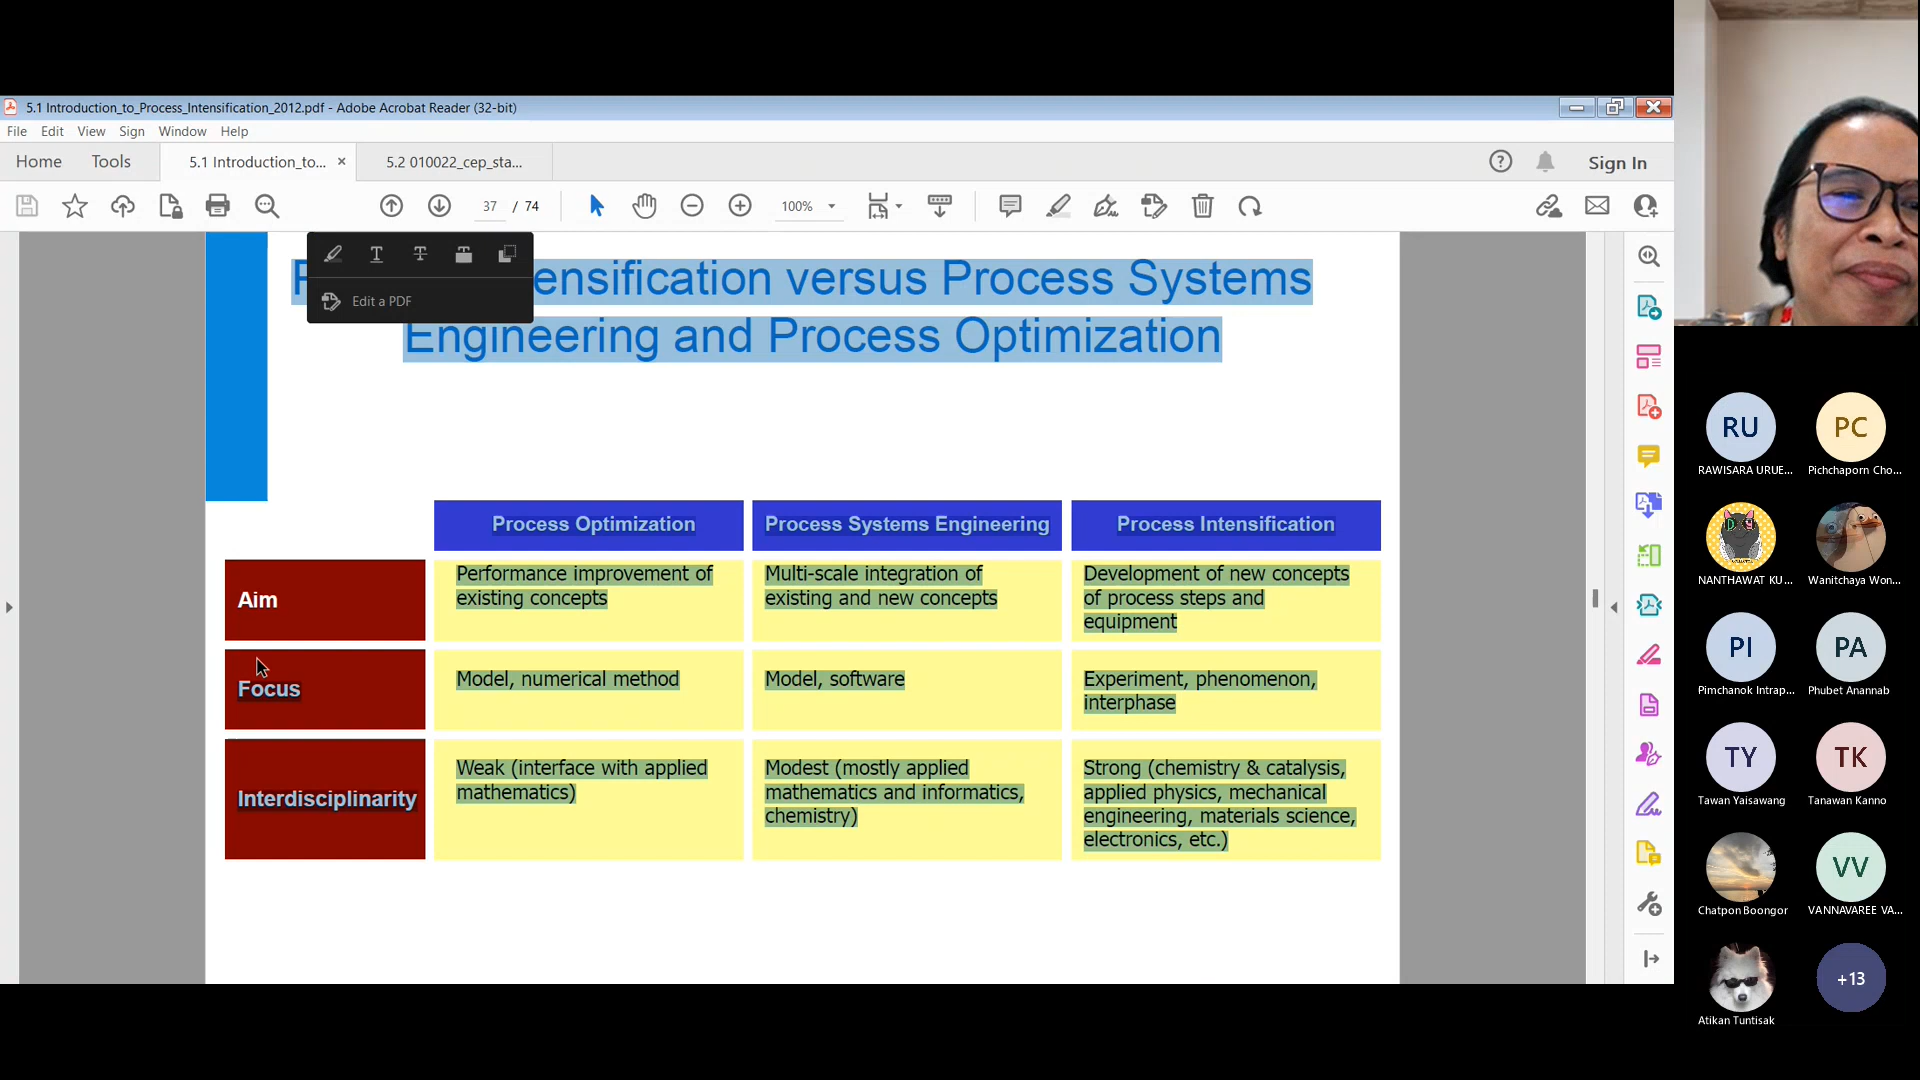 5.1 Introduction_to_Process_Intensification_2012.pdf - Adobe Acrobat Reader (32-bit)
File Edit View Sign Window Help
Home Tools 5.1 Introduction_to... × 5.2 010022_cep_sta... Sign In
37 / 74 100%
Edit a PDF
ensification versus Process Systems
Engineering and Process Optimization
Process Optimization Process Systems Engineering Process Intensification
Aim
Performance improvement of
existing concepts
Multi-scale integration of
existing and new concepts
Development of new concepts
of process steps and
equipment
Focus
Model, numerical method
Model, software
Experiment, phenomenon,
interphase
Interdisciplinarity
Weak (interface with applied
mathematics)
Modest (mostly applied
mathematics and informatics,
chemistry)
Strong (chemistry & catalysis,
applied physics, mechanical
engineering, materials science,
electronics, etc.)
RU PC
RAWISARA URUE... Pichchaporn Cho...
NANTHAWAT KU... Wanitchaya Won...
PI PA
Pimchanok Intrap... Phubet Anannab
TY TK
Tawan Yaisawang Tanawan Kanno
VV
Chatpon Boongor VANNAVAREE VA...
+13
Atikan Tuntisak